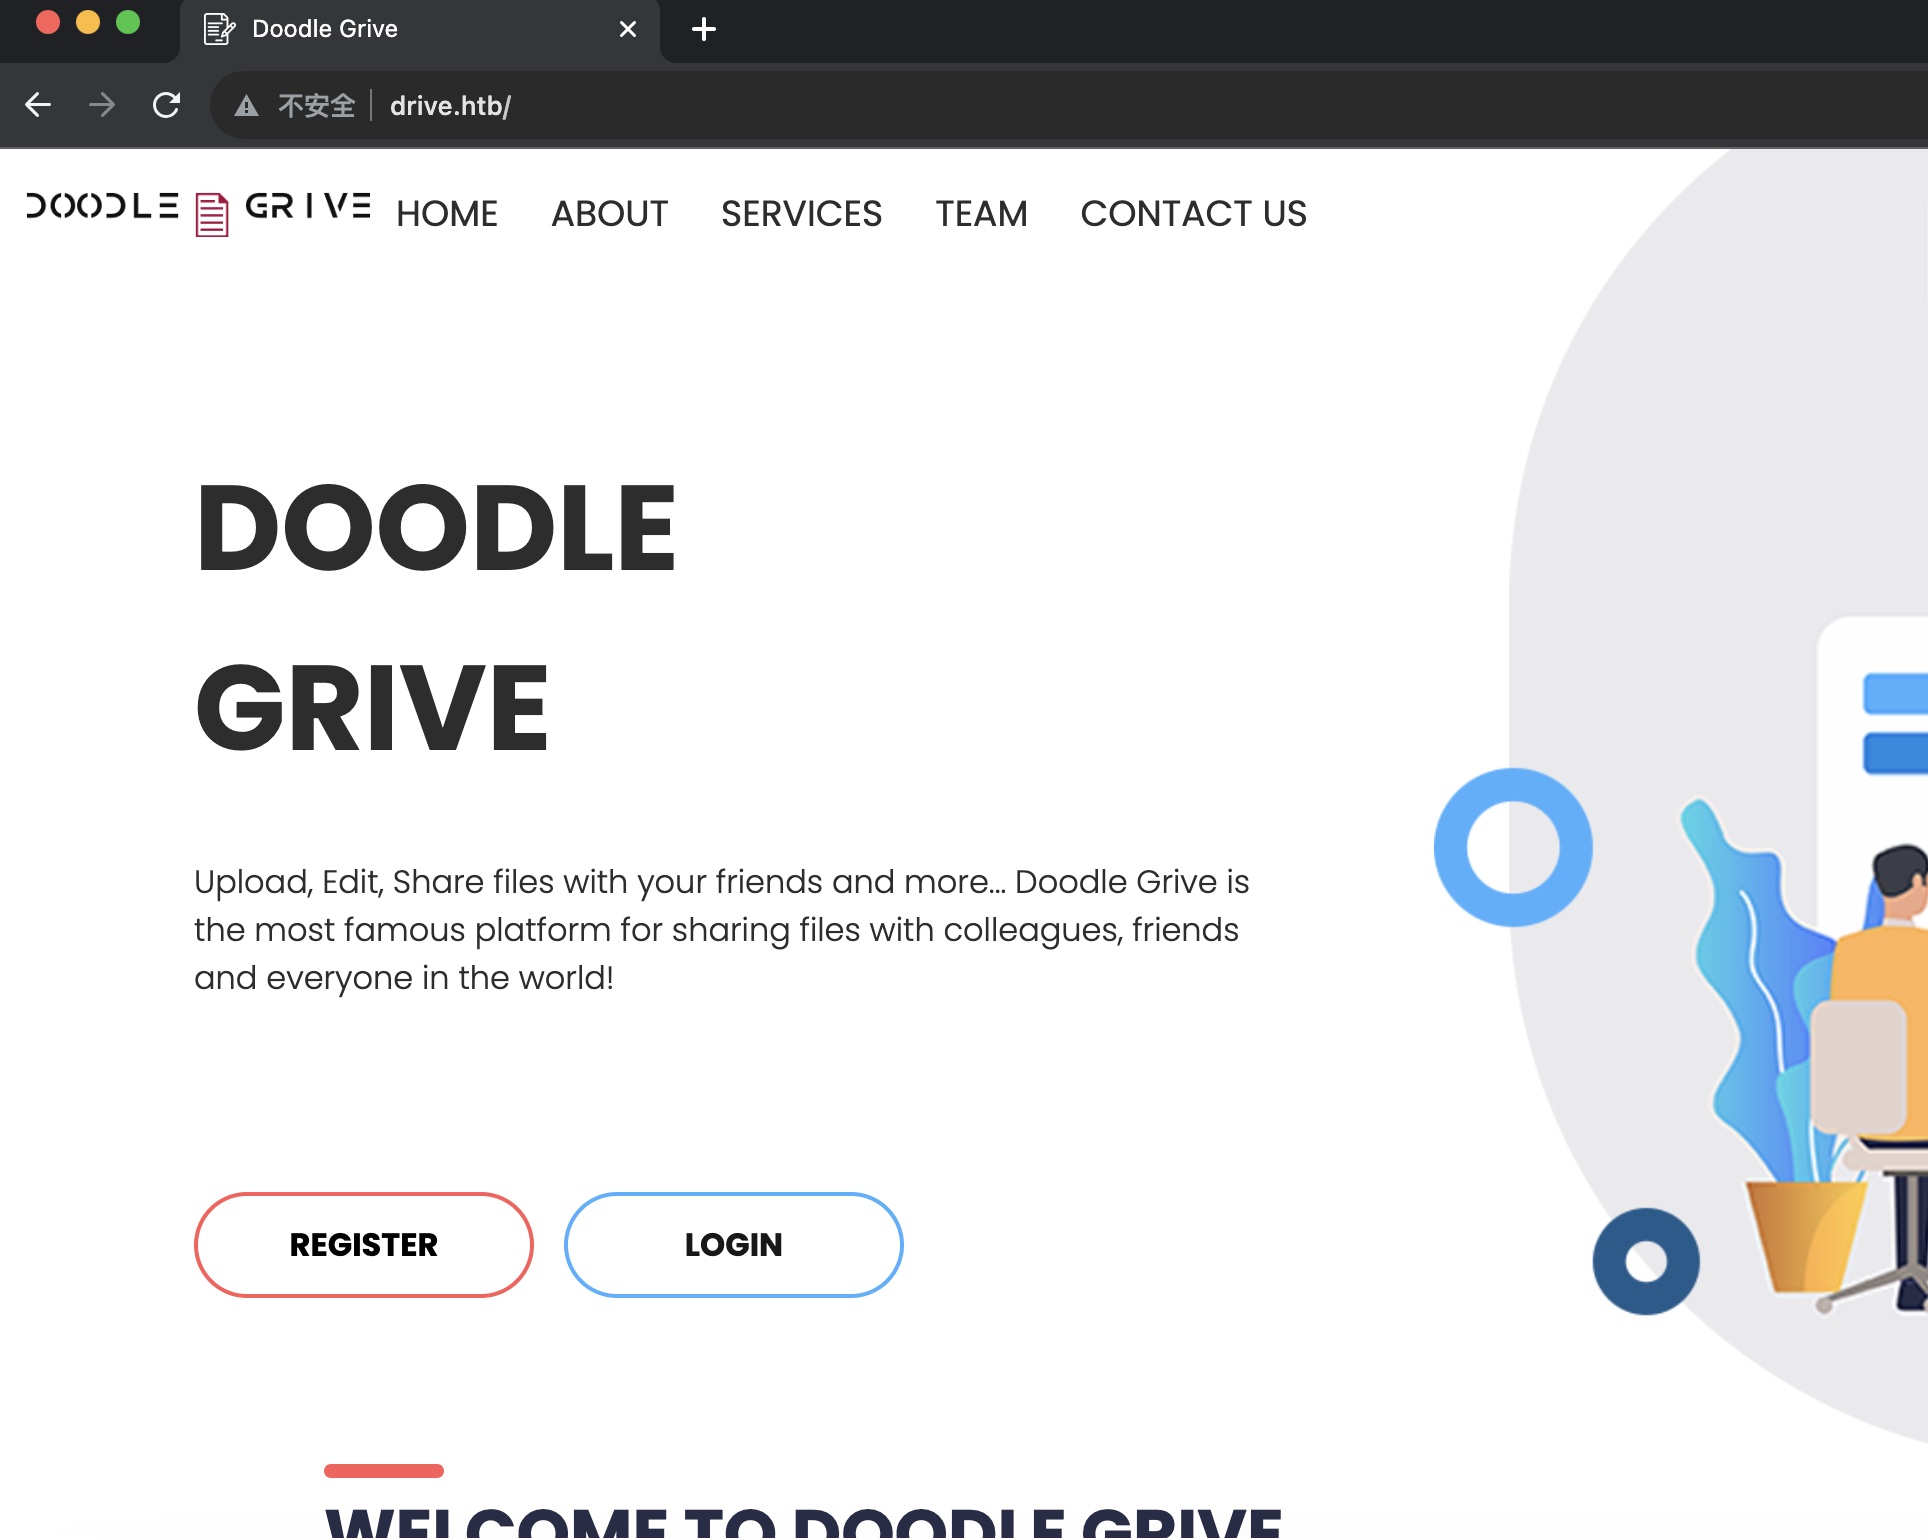 Doodle Grive
不安全 drive.htb/
DOODLE GRIVE HOME ABOUT SERVICES TEAM CONTACT US
DOODLE
GRIVE
Upload, Edit, Share files with your friends and more... Doodle Grive is
the most famous platform for sharing files with colleagues, friends
and everyone in the world!
REGISTER LOGIN
WELCOME TO DOODLE GRIVE